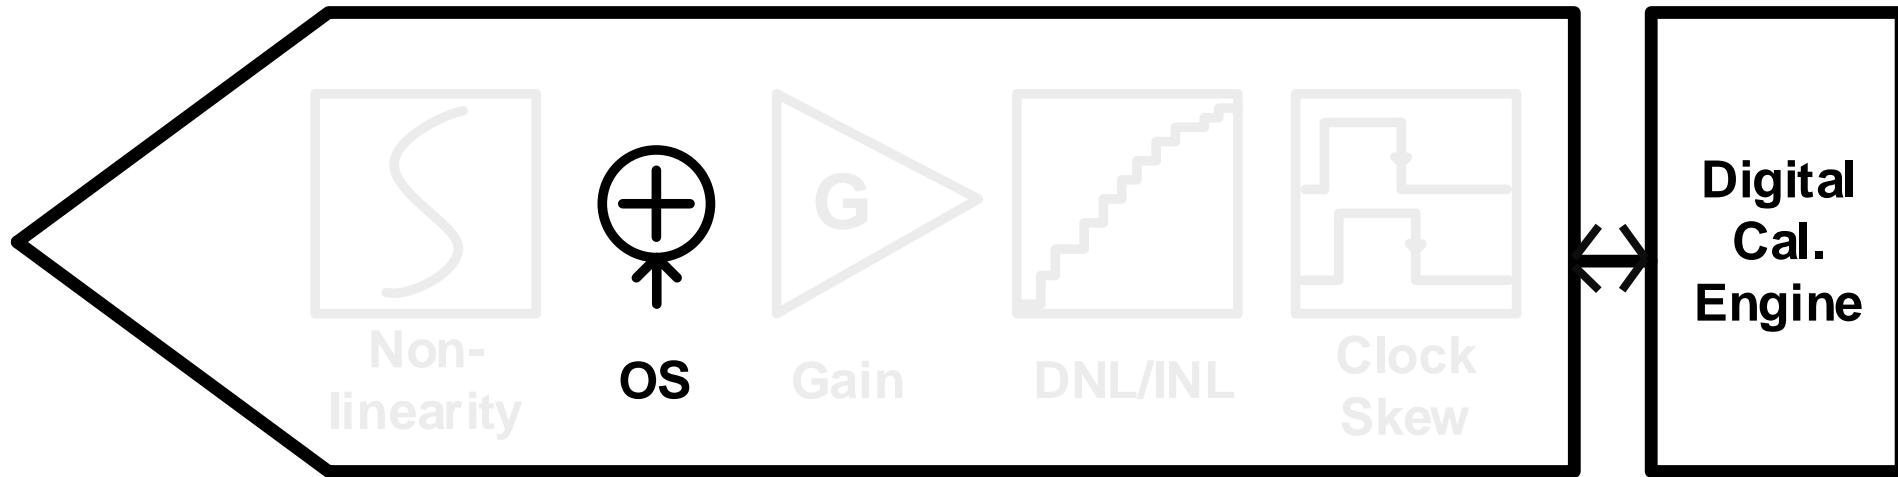 G
Non-
linearity
OS
Gain
DNL/INL
Clock
Skew
Digital
Cal.
Engine